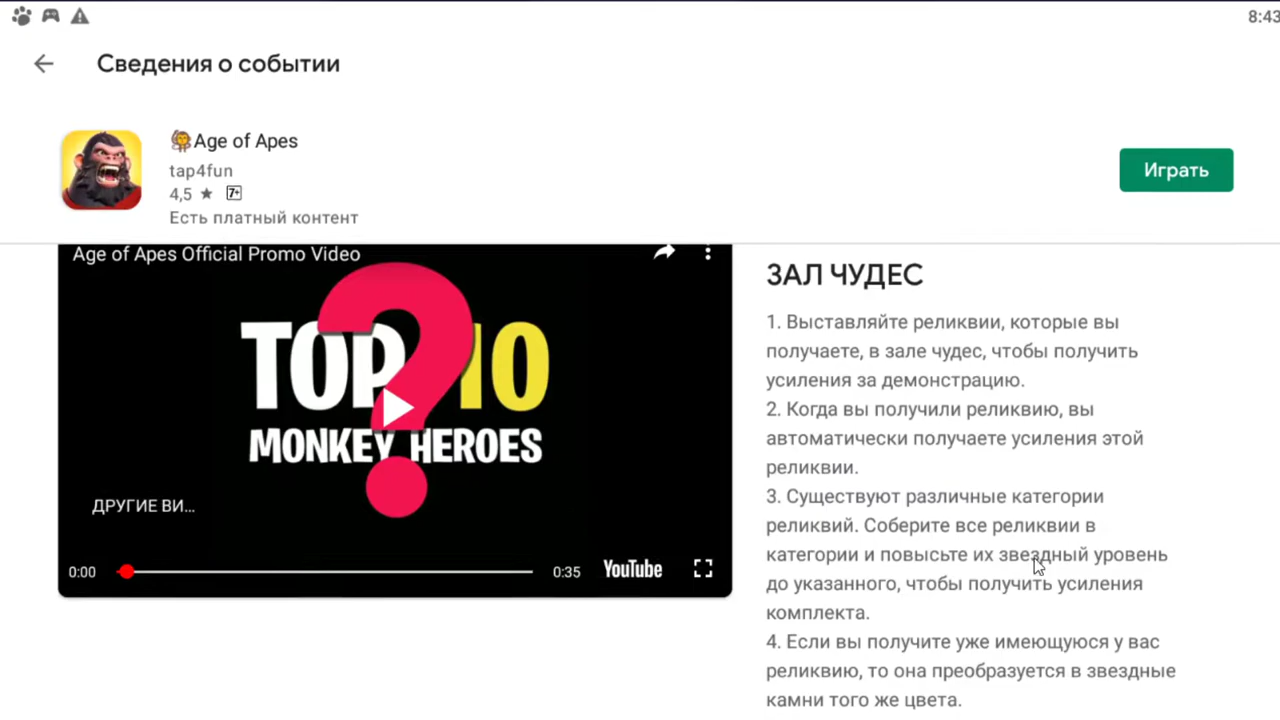 8:43
Сведения о событии
Age of Apes
tap4fun
4,5 ★ 7+
Есть платный контент
Играть
Age of Apes Official Promo Video
TOP 10
MONKEY HEROES
?
ДРУГИЕ ВИ...
0:00
0:35
YouTube
ЗАЛ ЧУДЕС
1. Выставляйте реликвии, которые вы
получаете, в зале чудес, чтобы получить
усиления за демонстрацию.
2. Когда вы получили реликвию, вы
автоматически получаете усиления этой
реликвии.
3. Существуют различные категории
реликвий. Соберите все реликвии в
категории и повысьте их звездный уровень
до указанного, чтобы получить усиления
комплекта.
4. Если вы получите уже имеющуюся у вас
реликвию, то она преобразуется в звездные
камни того же цвета.